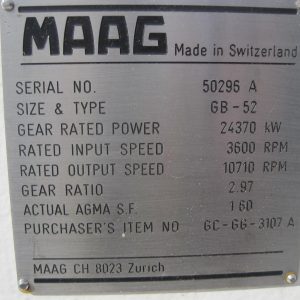 MAAG Made in Switzerland
SERIAL NO. 50296 A
SIZE & TYPE GB-52
GEAR RATED POWER 24370 kW
RATED INPUT SPEED 3600 RPM
RATED OUTPUT SPEED 10710 RPM
GEAR RATIO 2.97
ACTUAL AGMA S.F. 1.60
PURCHASER'S ITEM NO GC-GG-3107 A
MAAG CH 8023 Zürich